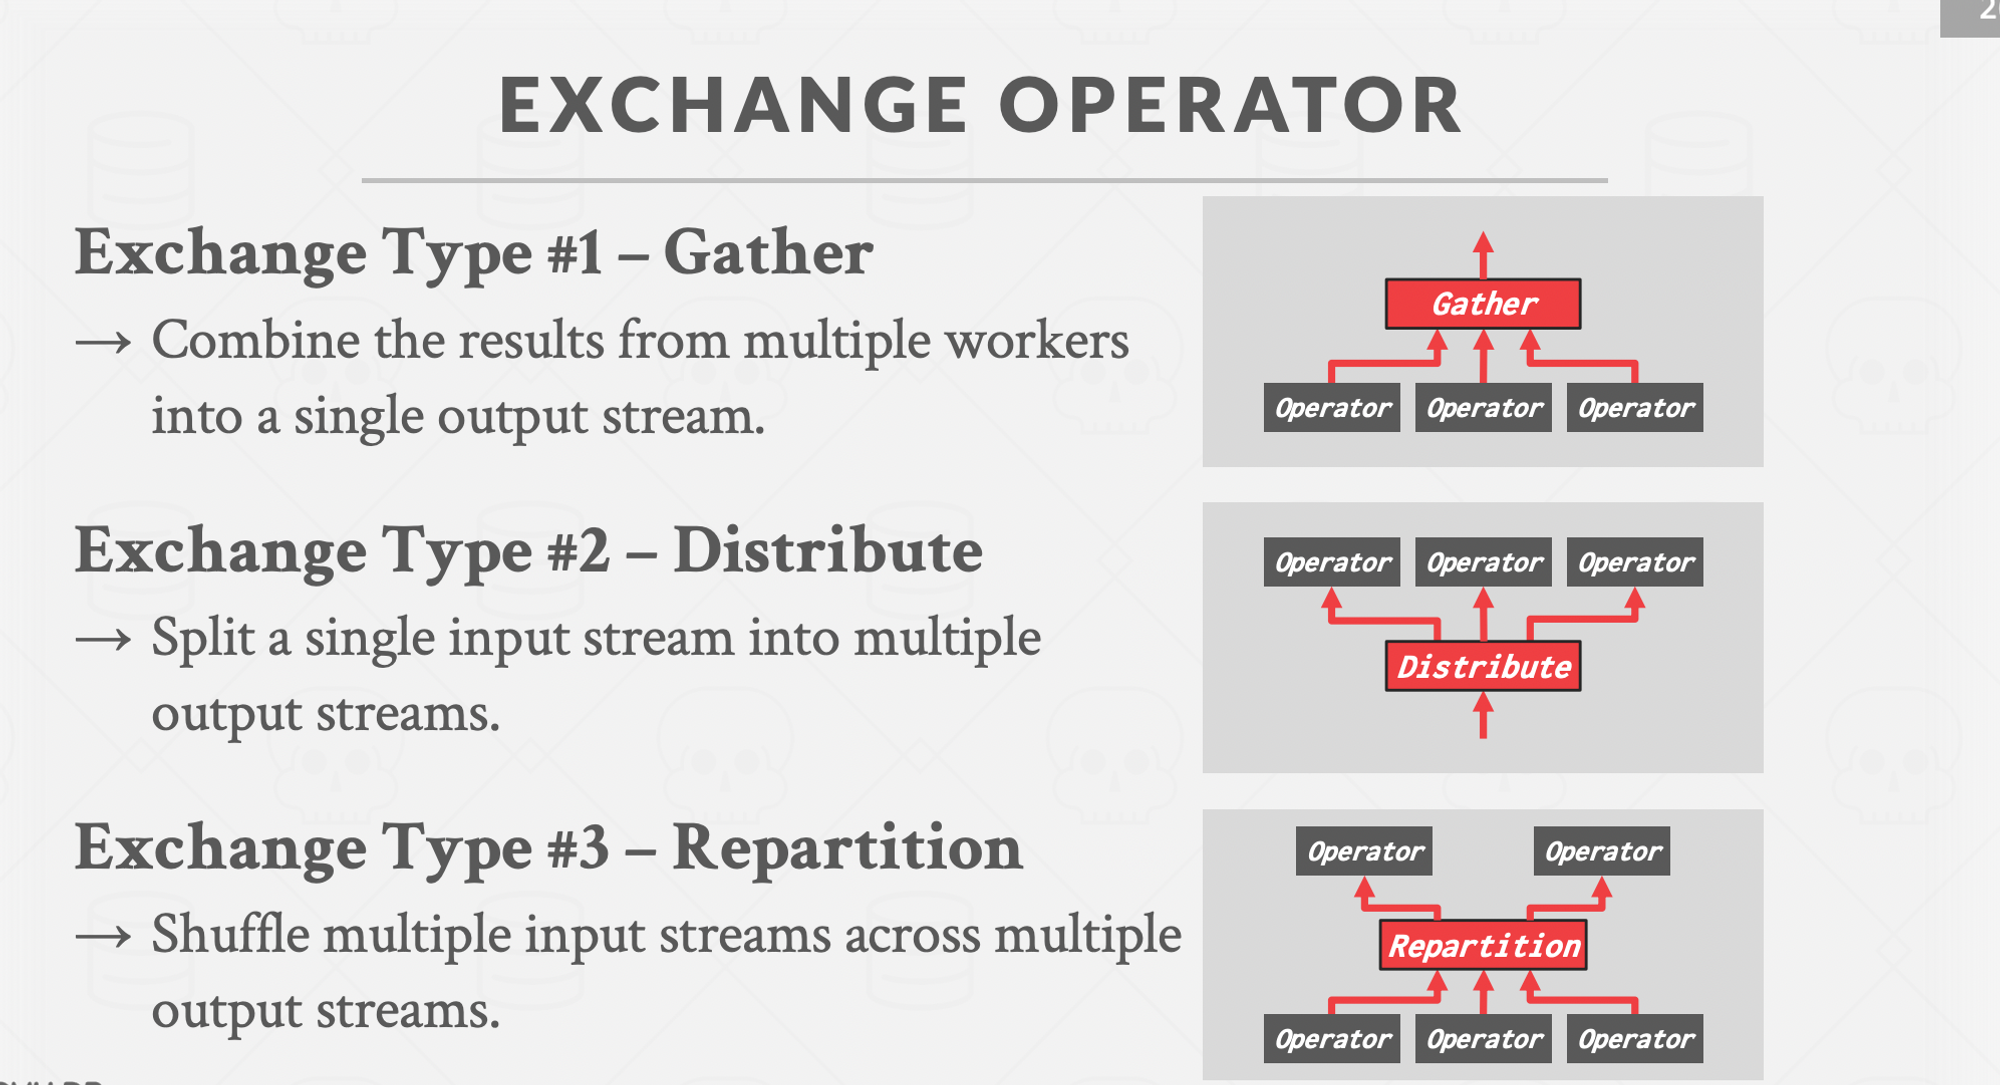 EXCHANGE OPERATOR
Exchange Type #1 – Gather
→ Combine the results from multiple workers
into a single output stream.
Gather
Operator Operator Operator
Exchange Type #2 – Distribute
→ Split a single input stream into multiple
output streams.
Operator Operator Operator
Distribute
Exchange Type #3 – Repartition
→ Shuffle multiple input streams across multiple
output streams.
Operator Operator
Repartition
Operator Operator Operator